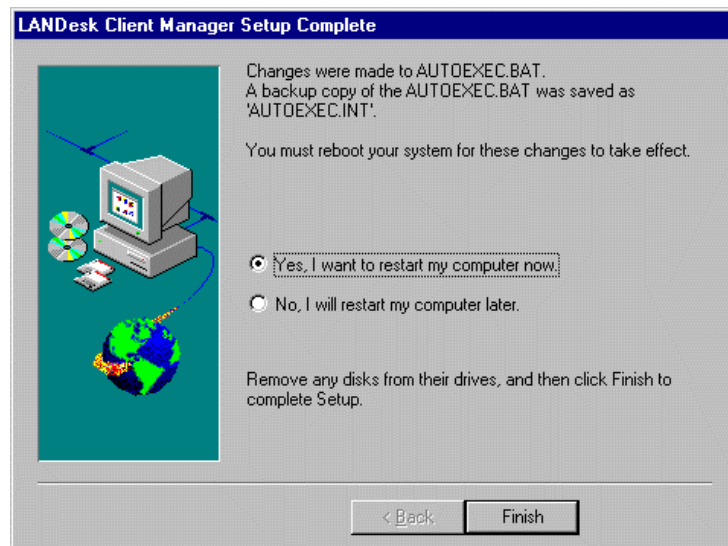 LANDesk Client Manager Setup Complete
Changes were made to AUTOEXEC.BAT.
A backup copy of the AUTOEXEC.BAT was saved as
'AUTOEXEC.INT'.
You must reboot your system for these changes to take effect.
Yes, I want to restart my computer now.
No, I will restart my computer later.
Remove any disks from their drives, and then click Finish to
complete Setup.
< Back
Finish